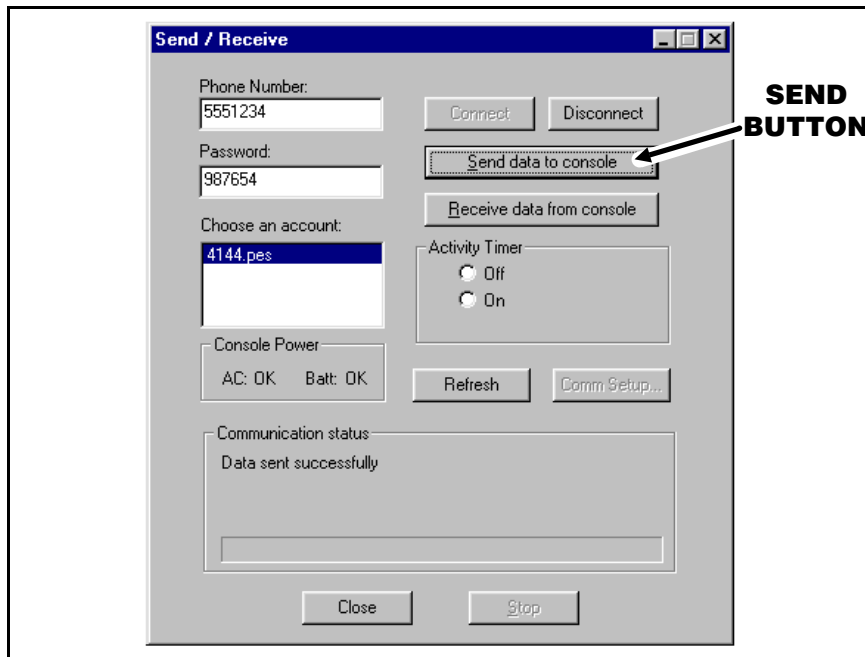 Send / Receive
Phone Number:
5551234
Connect
Disconnect
SEND
BUTTON
Password:
987654
Send data to console
Receive data from console
Choose an account:
4144.pes
Activity Timer
Off
On
Console Power
AC: OK Batt: OK
Refresh
Comm Setup...
Communication status
Data sent successfully
Close
Stop